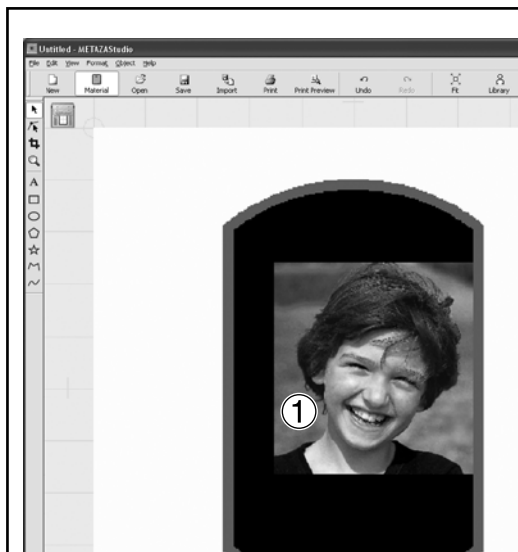 Untitled - METAZAStudio
File Edit View Format Object Help
New Material Open Save Import Print Print Preview Undo Redo Fit Library
A
1